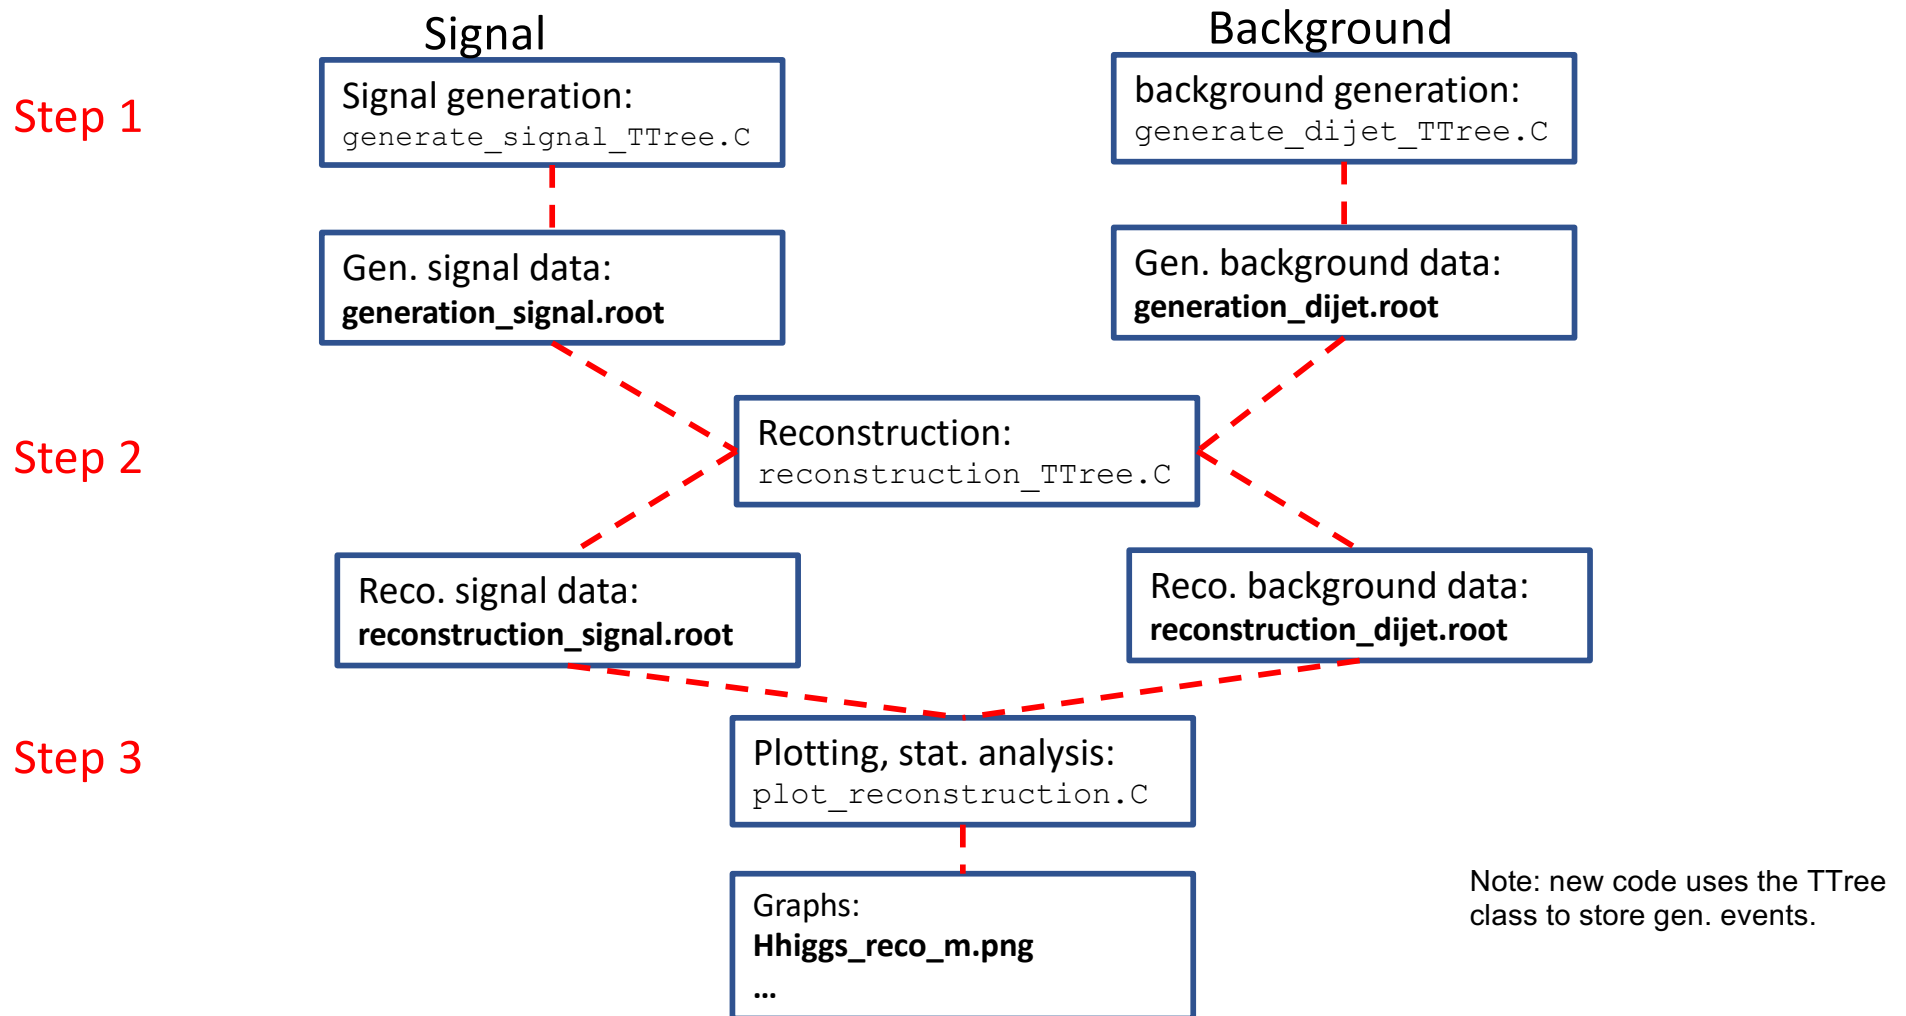 Signal
Background
Step 1
Signal generation:
generate_signal_TTree.C
background generation:
generate_dijet_TTree.C
Gen. signal data:
generation_signal.root
Gen. background data:
generation_dijet.root
Step 2
Reconstruction:
reconstruction_TTree.C
Reco. signal data:
reconstruction_signal.root
Reco. background data:
reconstruction_dijet.root
Step 3
Plotting, stat. analysis:
plot_reconstruction.C
Graphs:
Hhiggs_reco_m.png
...
Note: new code uses the TTree
class to store gen. events.